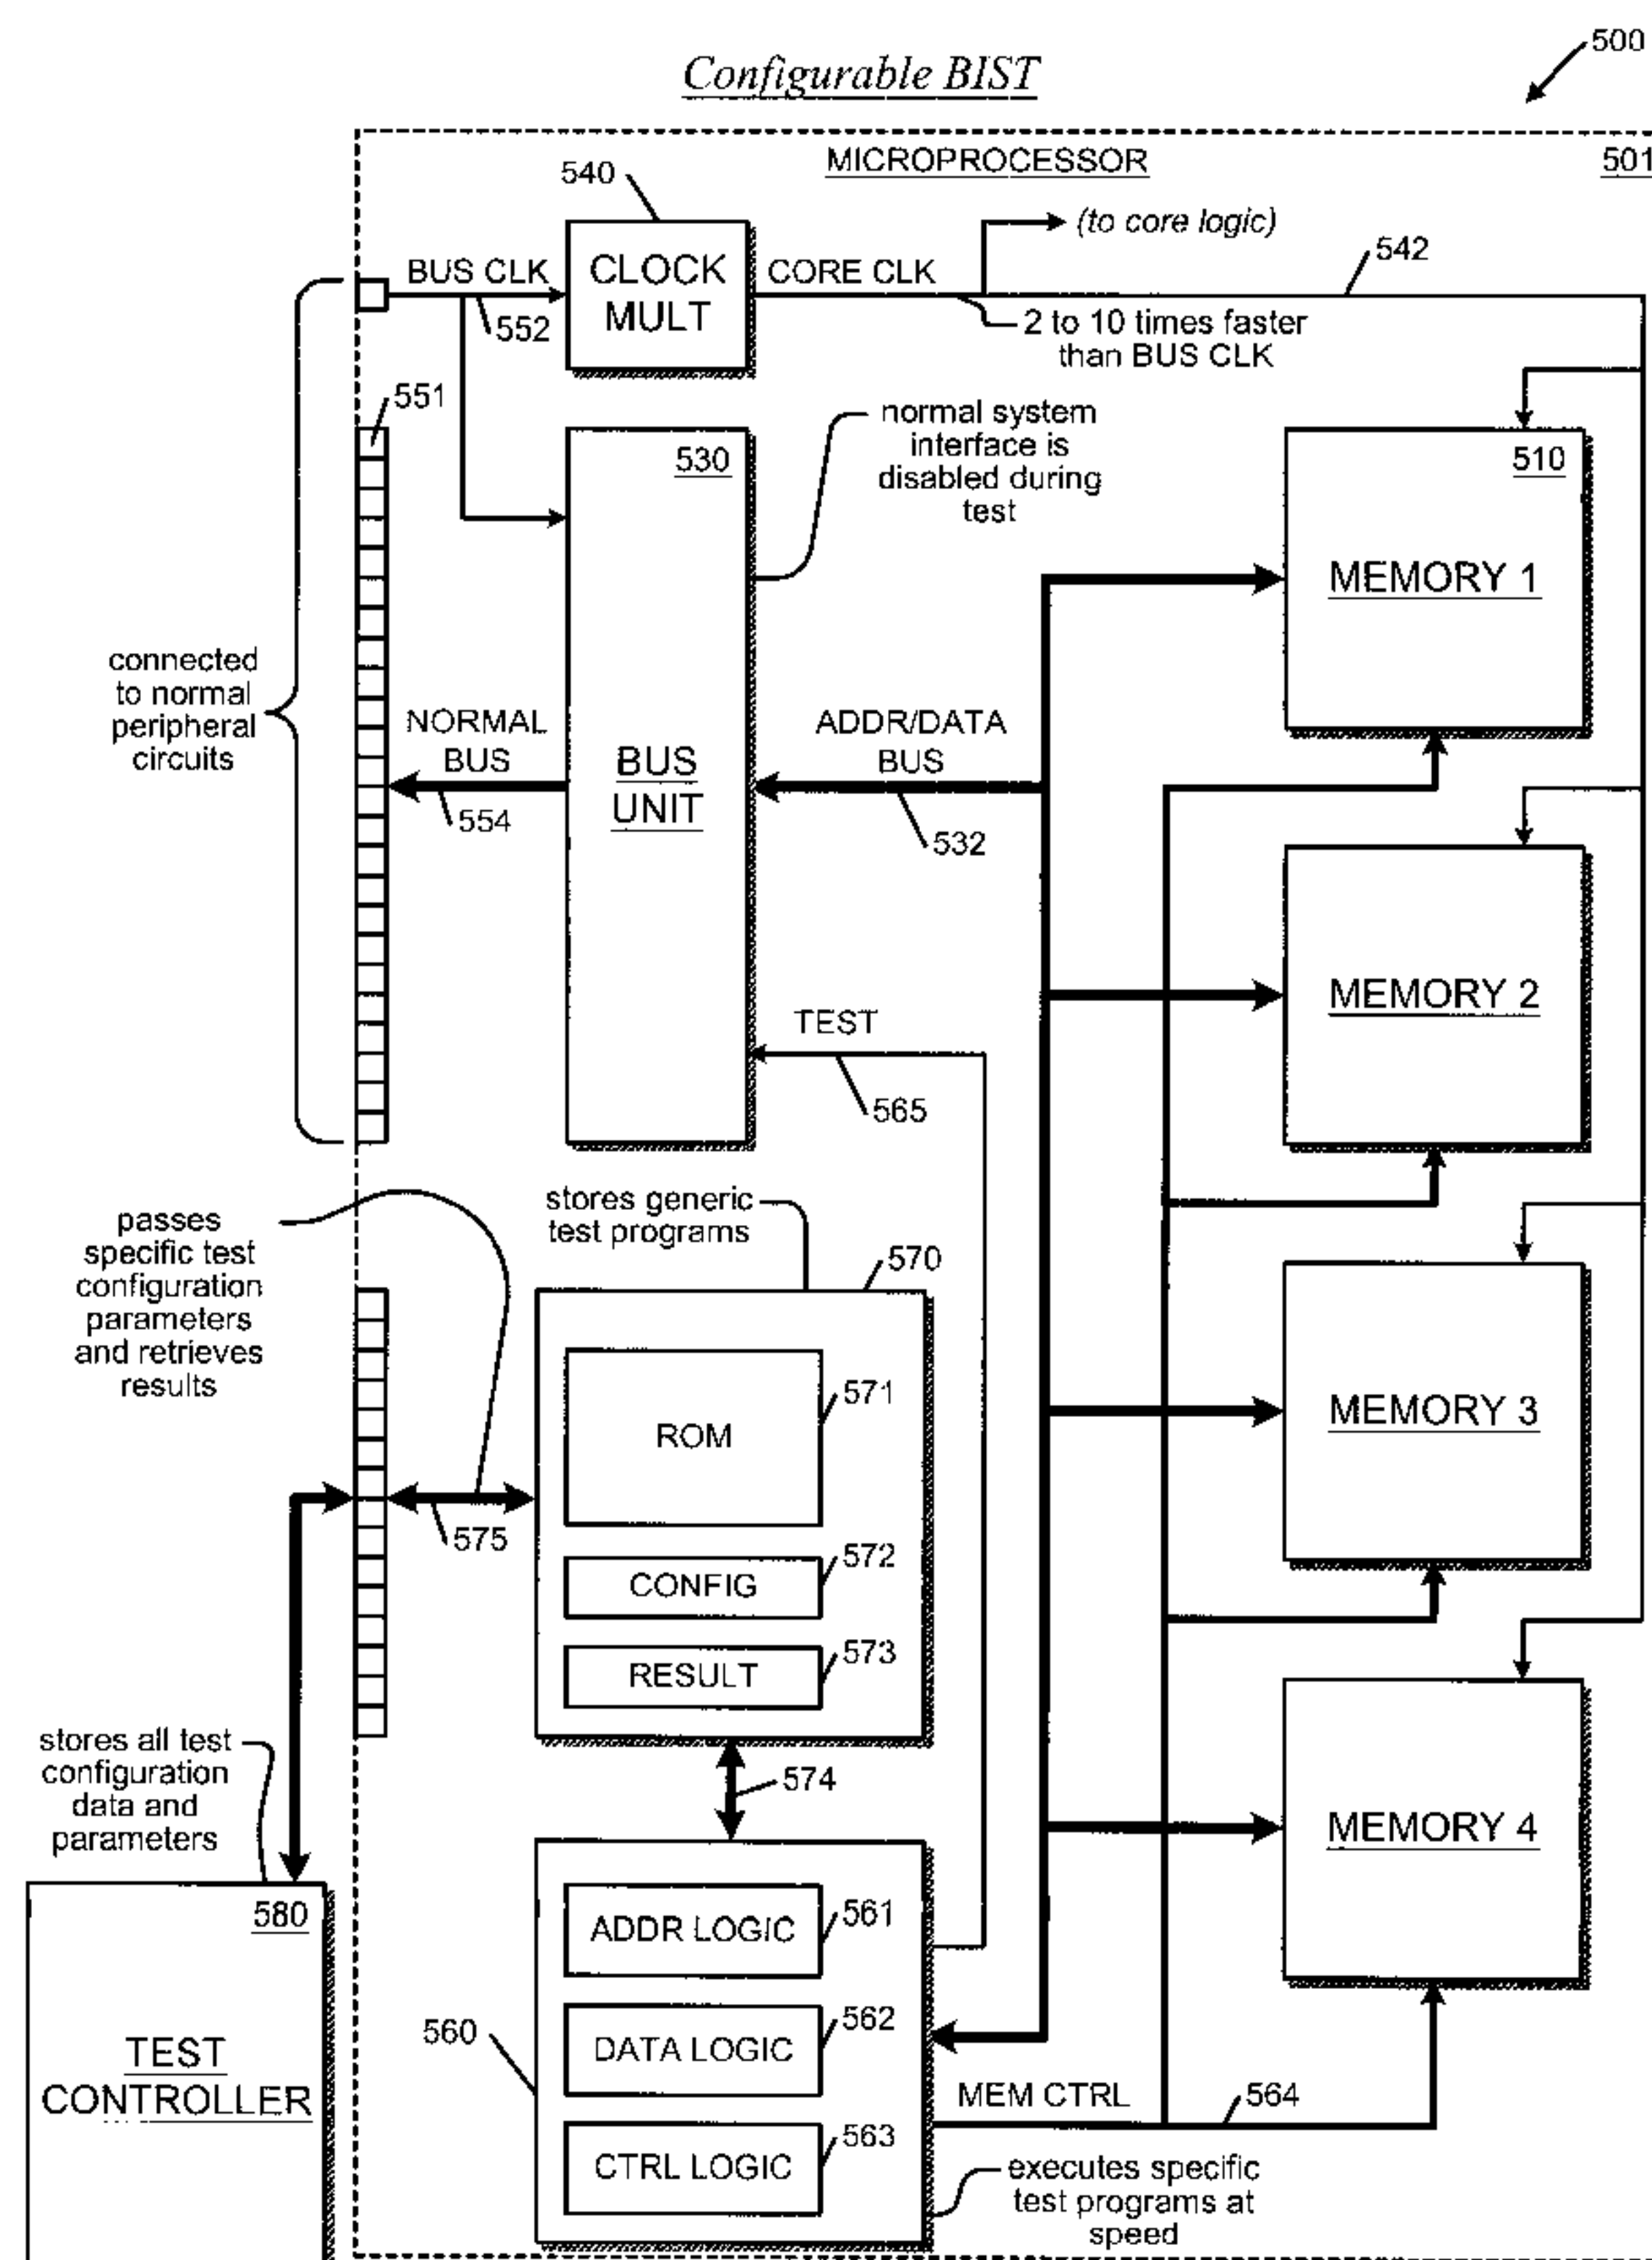 500
Configurable BIST
MICROPROCESSOR
501
540
(to core logic)
BUS CLK
CLOCK
MULT
CORE CLK
542
552
2 to 10 times faster
than BUS CLK
551
530
normal system
interface is
disabled during
test
510
MEMORY 1
connected
to normal
peripheral
circuits
NORMAL
BUS
554
BUS
UNIT
ADDR/DATA
BUS
532
MEMORY 2
TEST
565
passes
specific test
configuration
parameters
and retrieves
results
stores generic
test programs
570
ROM
571
575
CONFIG
572
RESULT
573
MEMORY 3
574
stores all test
configuration
data and
parameters
MEMORY 4
580
TEST
CONTROLLER
560
ADDR LOGIC
561
DATA LOGIC
562
CTRL LOGIC
563
MEM CTRL
564
executes specific
test programs at
speed